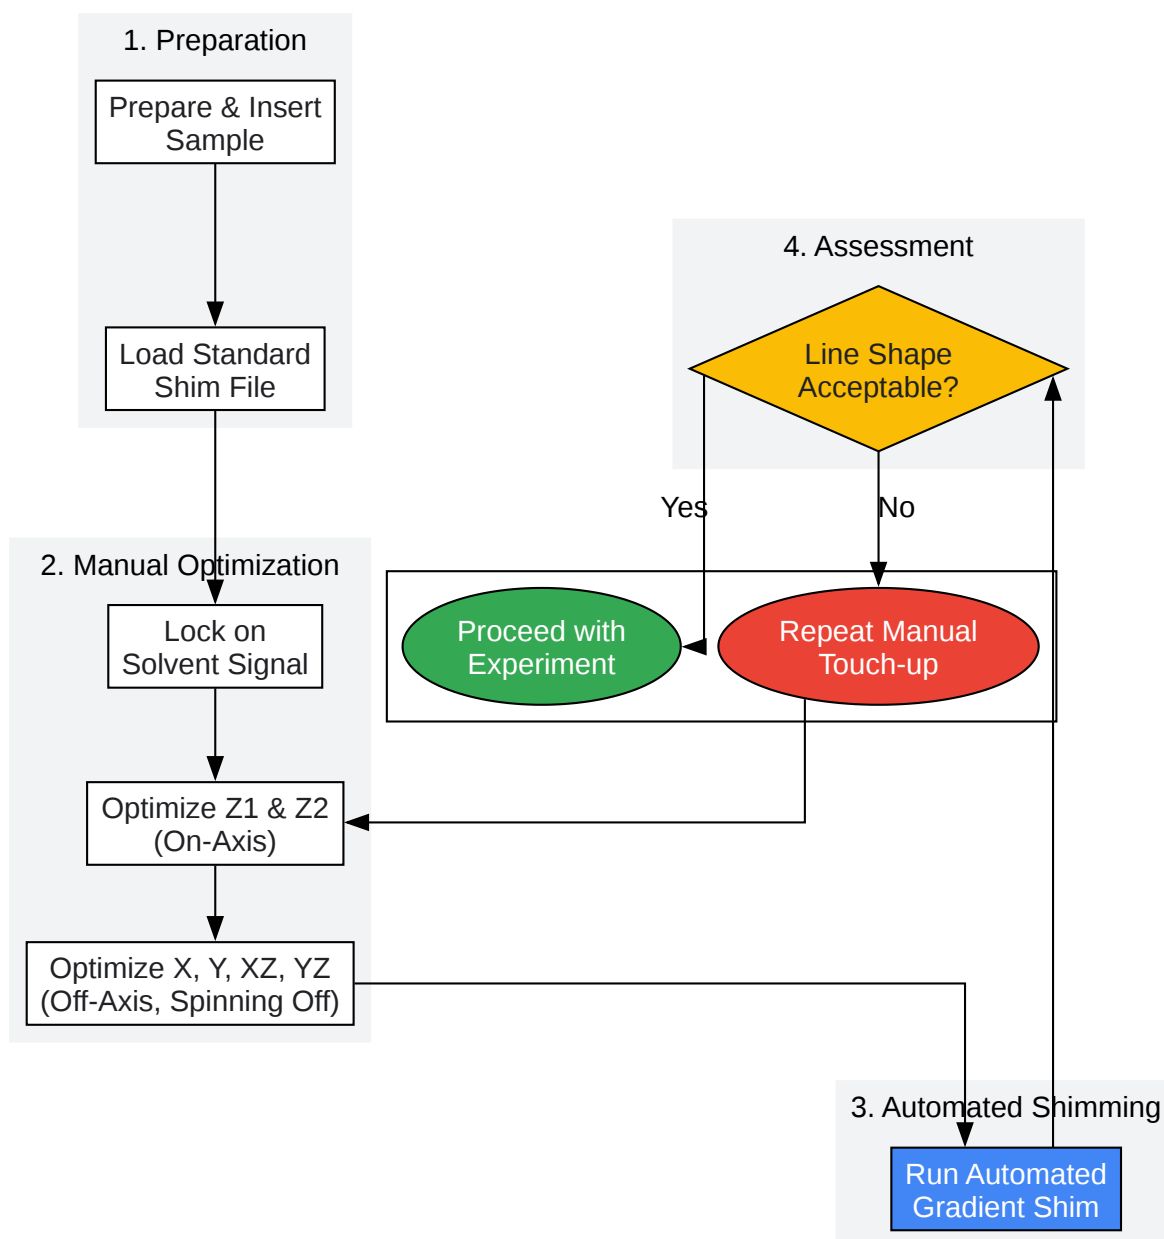 1. Preparation
Prepare & Insert
Sample
Load Standard
Shim File
2. Manual Optimization
Lock on
Solvent Signal
Optimize Z1 & Z2
(On-Axis)
Optimize X, Y, XZ, YZ
(Off-Axis, Spinning Off)
3. Automated Shimming
Run Automated
Gradient Shim
4. Assessment
Line Shape
Acceptable?
Yes
No
Proceed with
Experiment
Repeat Manual
Touch-up